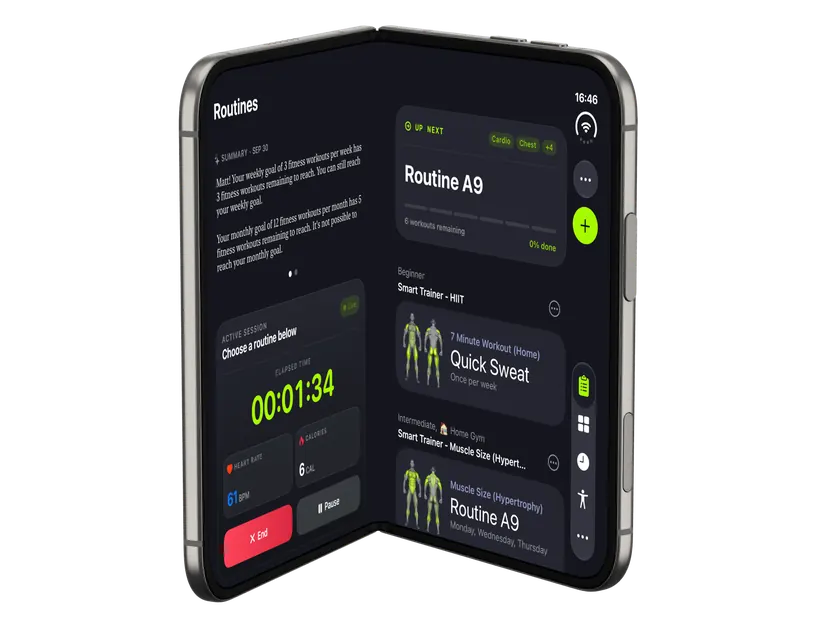 Routines
SUMMARY - SEP 30
Matt! Your weekly goal of 3 fitness workouts per week has
3 fitness workouts remaining to reach. You can still reach
your weekly goal.
Your monthly goal of 12 fitness workouts per month has 5
fitness workouts remaining to reach. It's not possible to
reach your monthly goal.
ACTIVE SESSION
Live
Choose a routine below
ELAPSED TIME
00:01:34
HEART RATE
61 BPM
CALORIES
6 CAL
X End
Pause
16:46
UP NEXT
Cardio
Chest
+4
Routine A9
6 workouts remaining
0% done
Beginner
Smart Trainer - HIIT
7 Minute Workout (Home)
Quick Sweat
Once per week
Intermediate, Home Gym
Smart Trainer - Muscle Size (Hypert...
Muscle Size (Hypertrophy)
Routine A9
Monday, Wednesday, Thursday